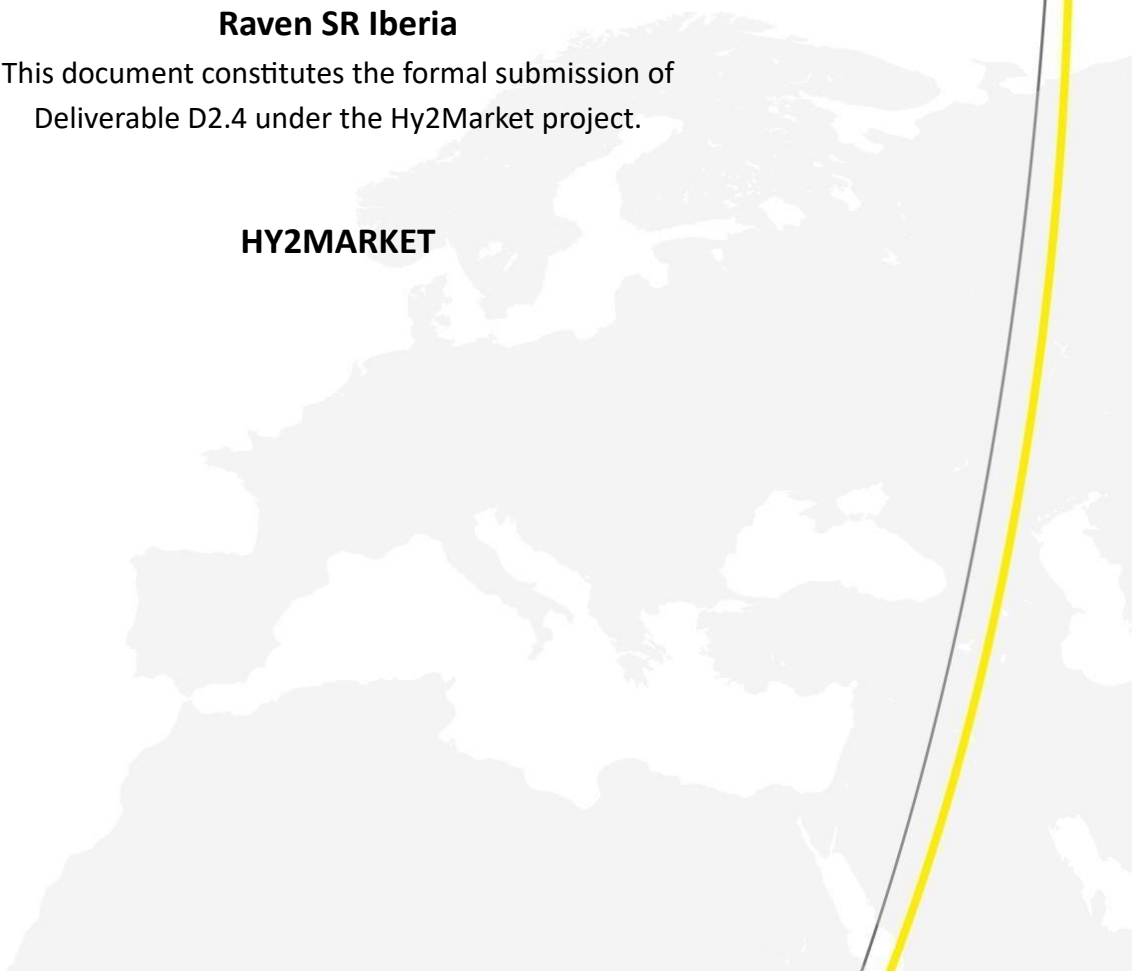 Raven SR Iberia
This document constitutes the formal submission of
Deliverable D2.4 under the Hy2Market project.
HY2MARKET